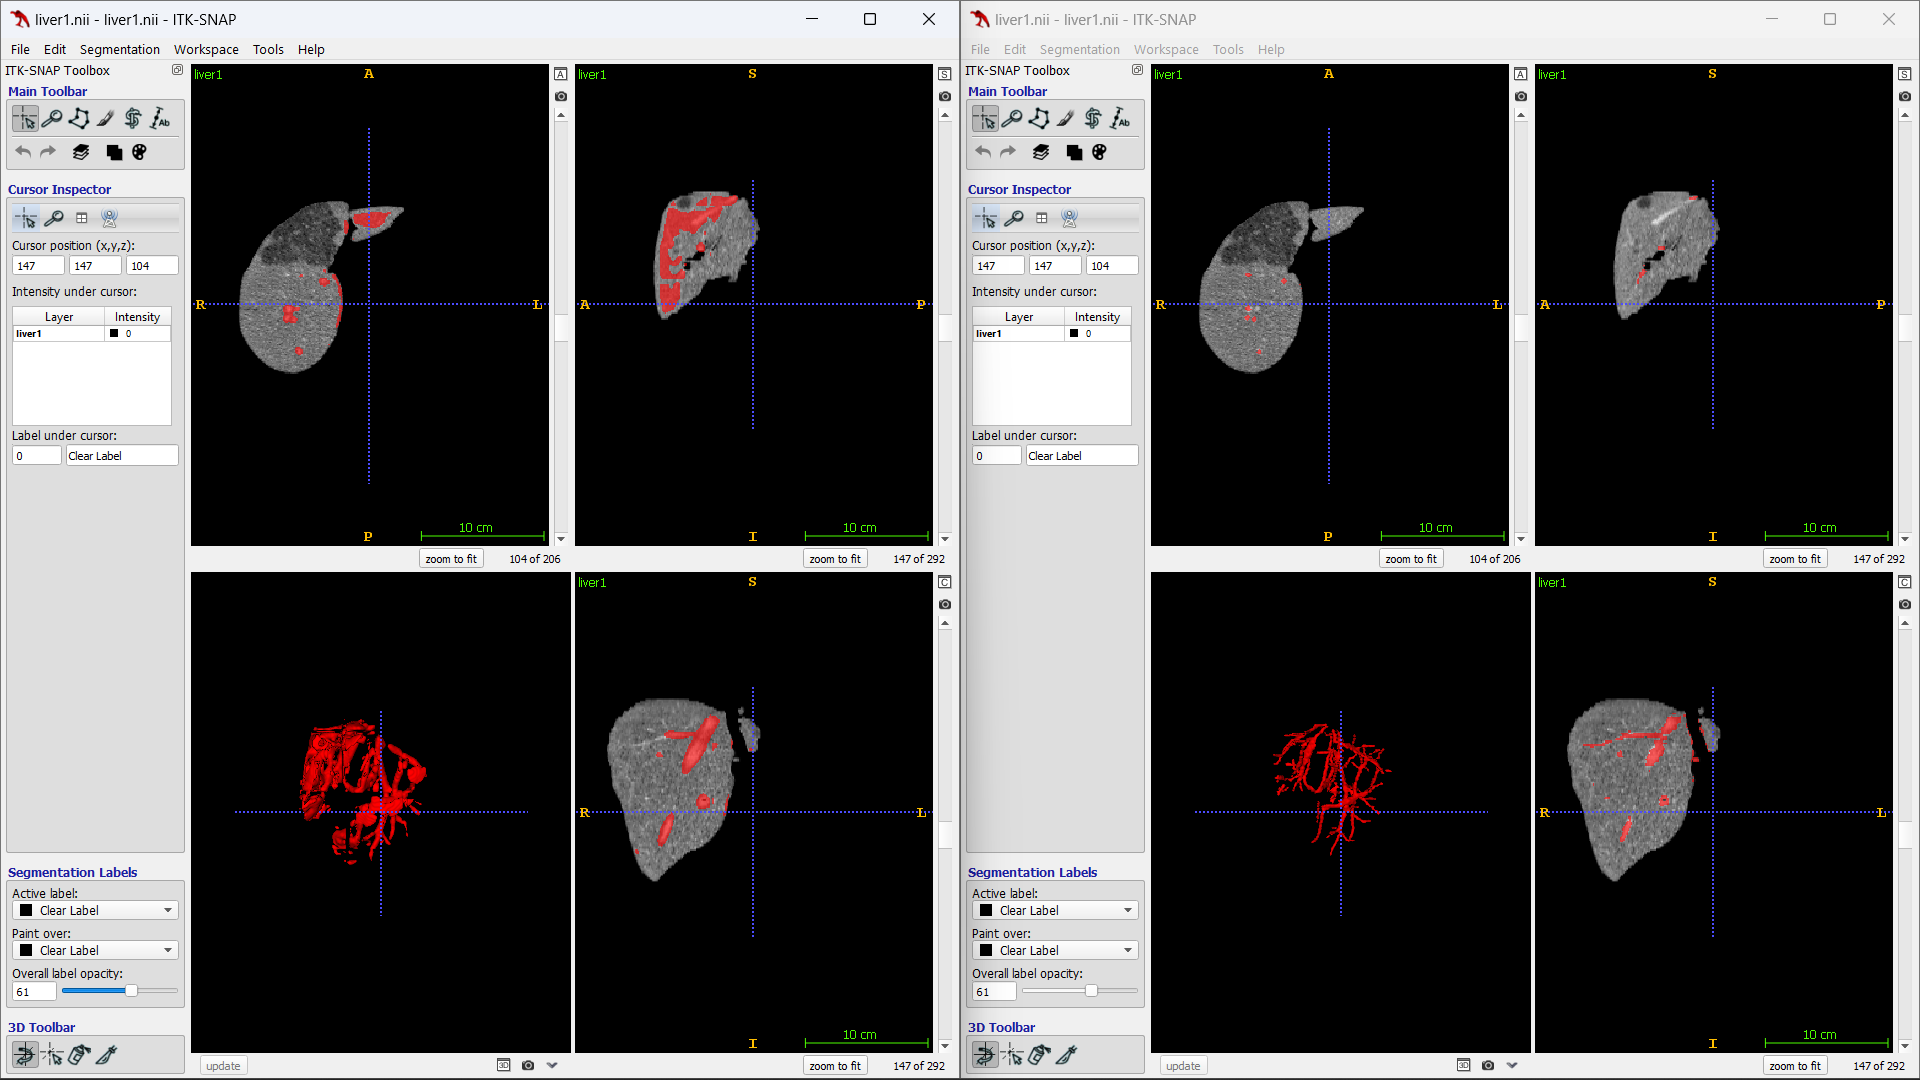 liver1.nii - liver1.nii - ITK-SNAP
File Edit Segmentation Workspace Tools Help
ITK-SNAP Toolbox
Main Toolbar
Ab
Cursor Inspector
Cursor position (x,y,z):
147 147 104
Intensity under cursor:
Layer Intensity
liver1 0
Label under cursor:
0 Clear Label
Segmentation Labels
Active label:
Clear Label
Paint over:
Clear Label
Overall label opacity:
61
3D Toolbar
liver1
A
R
L
P
10 cm
A
zoom to fit 104 of 206
liver1
S
A
P
I
10 cm
S
zoom to fit 147 of 292
update
3D
liver1
S
R
L
I
10 cm
C
zoom to fit 147 of 292
liver1.nii - liver1.nii - ITK-SNAP
File Edit Segmentation Workspace Tools Help
ITK-SNAP Toolbox
Main Toolbar
Ab
Cursor Inspector
Cursor position (x,y,z):
147 147 104
Intensity under cursor:
Layer Intensity
liver1 0
Label under cursor:
0 Clear Label
Segmentation Labels
Active label:
Clear Label
Paint over:
Clear Label
Overall label opacity:
61
3D Toolbar
liver1
A
R
L
P
10 cm
A
zoom to fit 104 of 206
liver1
S
A
P
I
10 cm
S
zoom to fit 147 of 292
update
3D
liver1
S
R
L
I
10 cm
C
zoom to fit 147 of 292